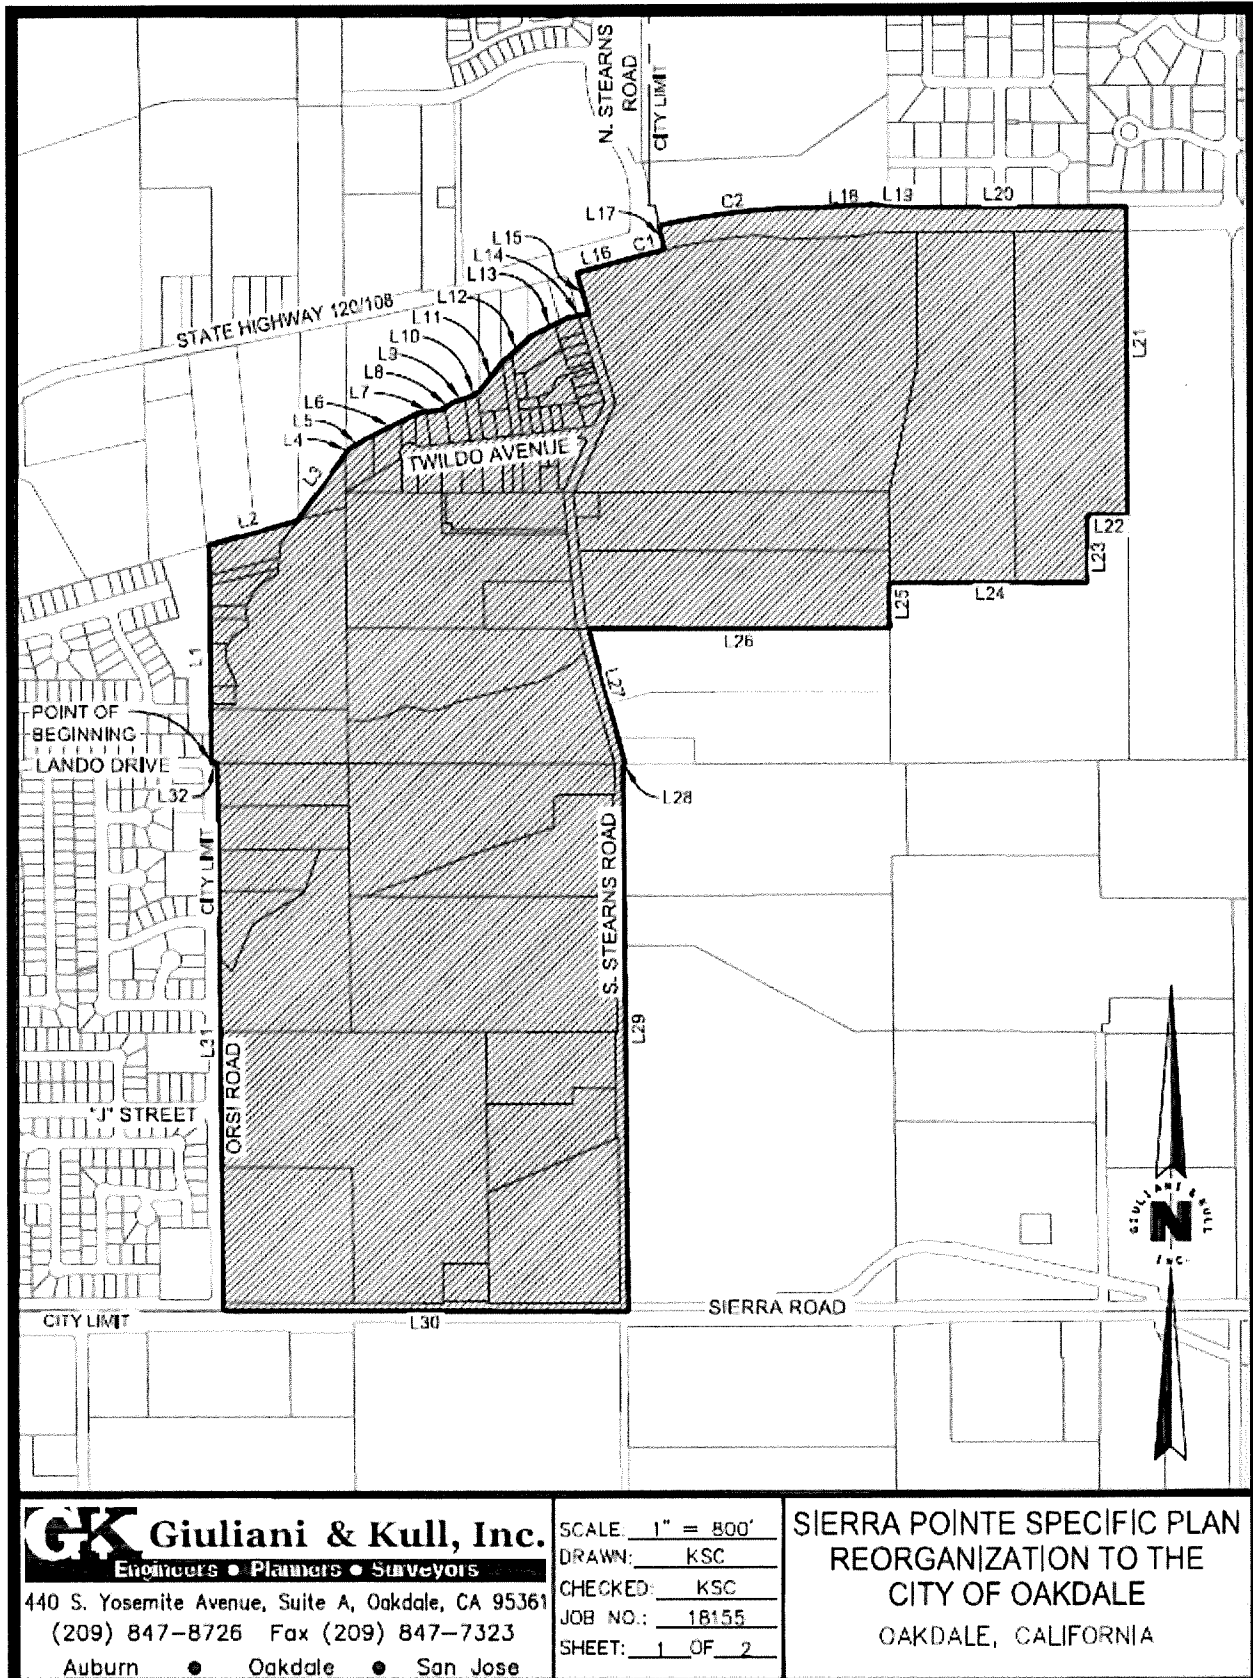 N. STEARNS
ROAD
CITY LIMIT
C2
L18
L19
L20
L17
C1
L16
L15
L14
L13
L12
L11
L10
L9
L8
L7
L6
L5
L4
L3
L2
L1
STATE HIGHWAY 120/108
TWILDO AVENUE
L21
L22
L23
L24
L25
L26
L27
POINT OF
BEGINNING
LANDO DRIVE
L32
L28
CITY LIMIT
S. STEARNS ROAD
L29
L31
ORSI ROAD
"J" STREET
GIULIANI & KULL
N
INC.
SIERRA ROAD
CITY LIMIT
L30
GK Giuliani & Kull, Inc.
Engineers • Planners • Surveyors
440 S. Yosemite Avenue, Suite A, Oakdale, CA 95361
(209) 847-8726 Fax (209) 847-7323
Auburn • Oakdale • San Jose
SCALE: 1" = 800'
DRAWN: KSC
CHECKED: KSC
JOB NO.: 18155
SHEET: 1 OF 2
SIERRA POINTE SPECIFIC PLAN
REORGANIZATION TO THE
CITY OF OAKDALE
OAKDALE, CALIFORNIA